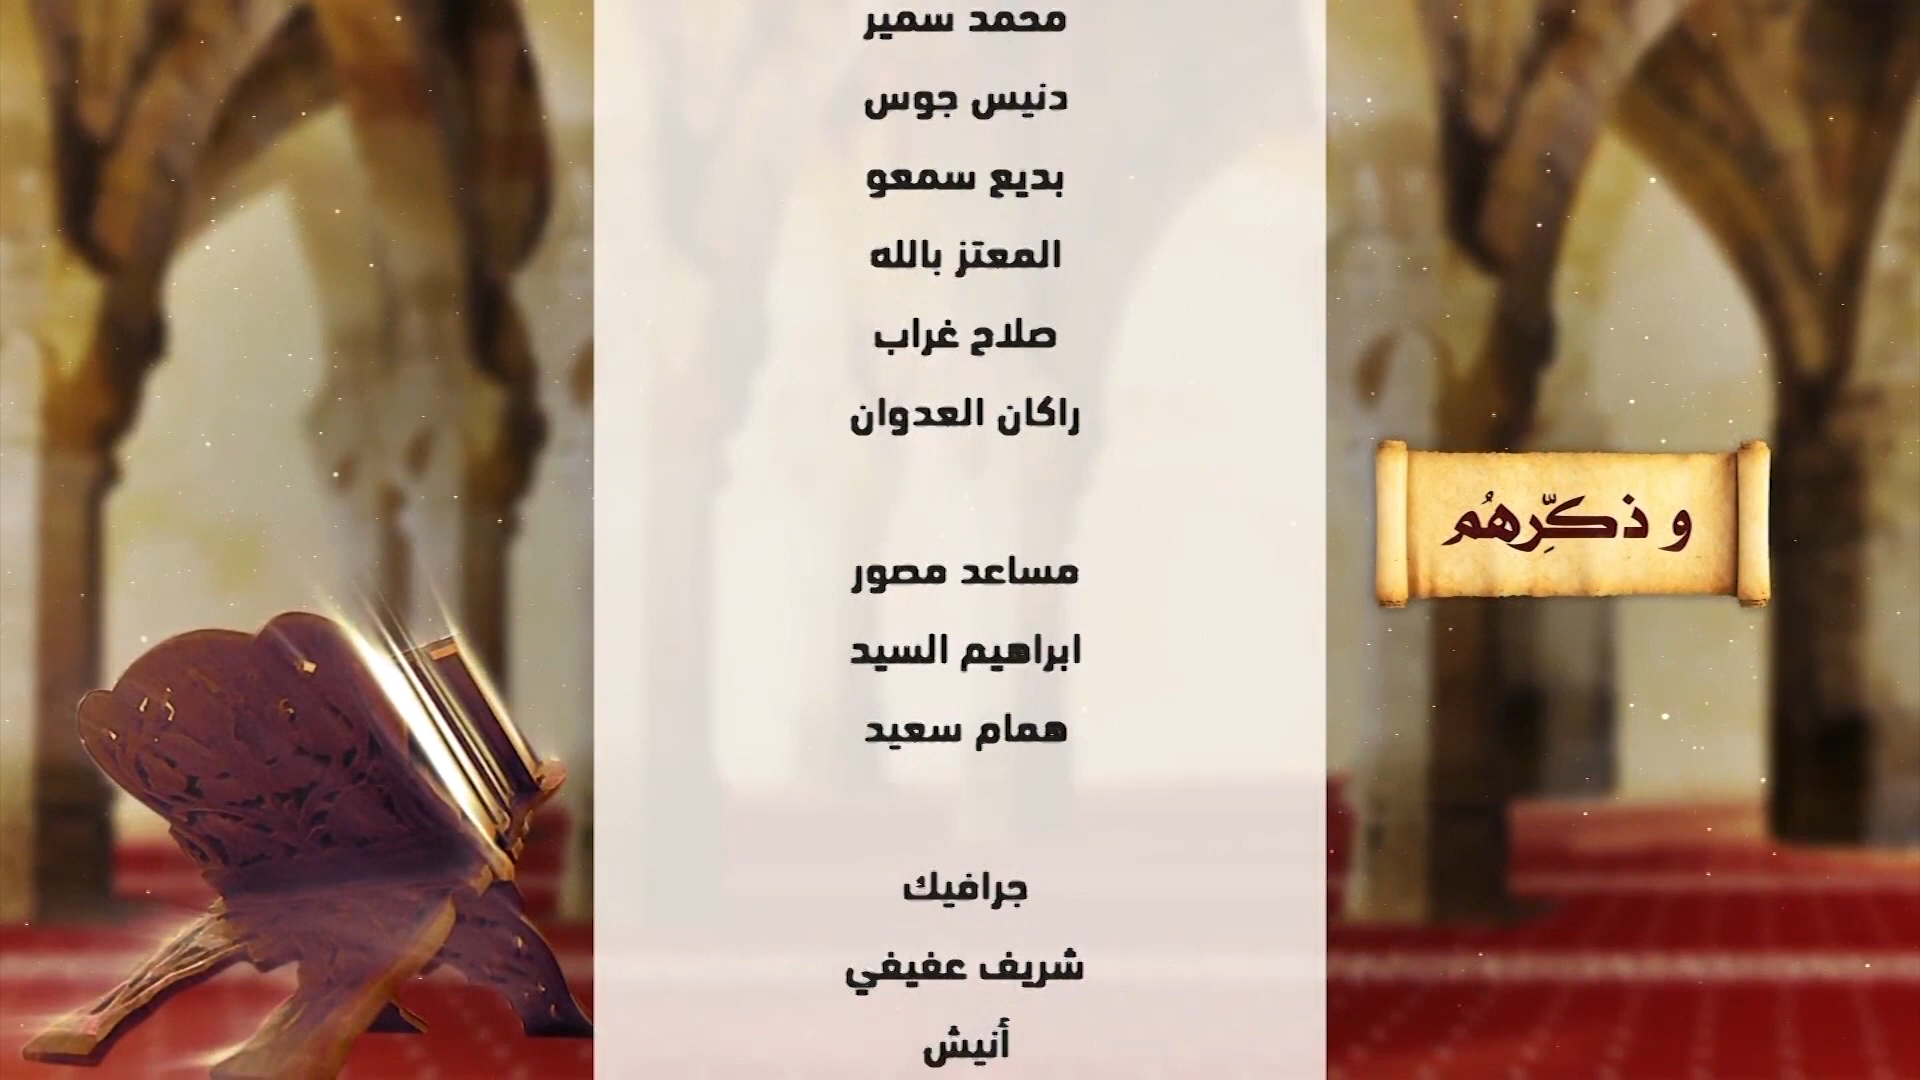 محمد سمير
دنيس جوس
بديع سمعو
المعتز بالله
صلاح غراب
راكان العدوان
و ذكِّرهُم
مساعد مصور
ابراهيم السيد
همام سعيد
جرافيك
شريف عفيفي
أنيش